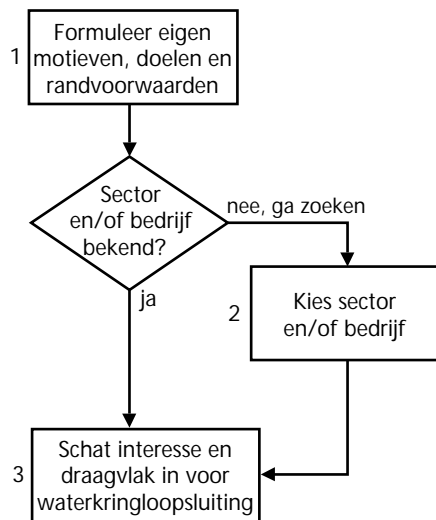 1
Formuleer eigen
motieven, doelen en
randvoorwaarden
Sector
en/of bedrijf
bekend?
nee, ga zoeken
ja
2
Kies sector
en/of bedrijf
3
Schat interesse en
draagvlak in voor
waterkringloopsluiting